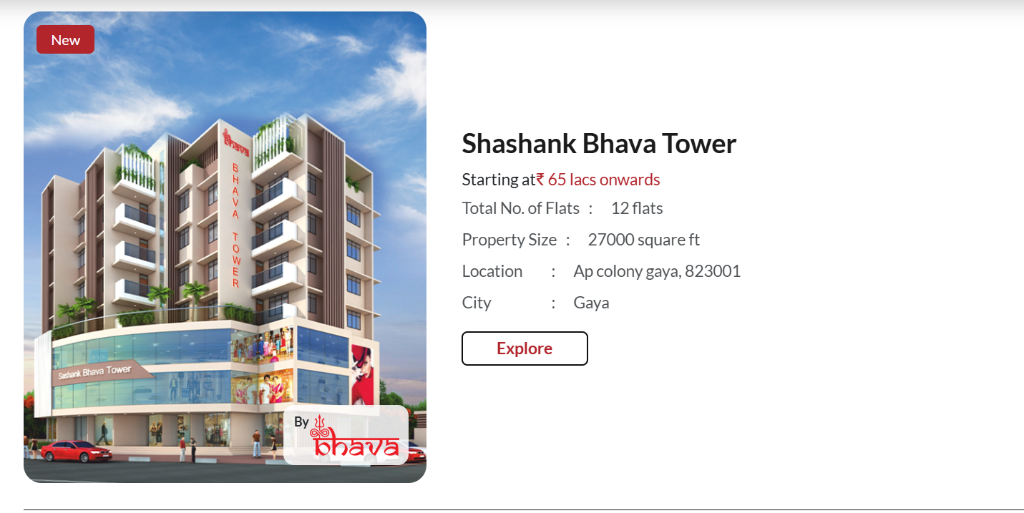 New
bhava
BHAVA TOWER
Sashank Bhava Tower
By
bhava
Shashank Bhava Tower
Starting at₹ 65 lacs onwards
Total No. of Flats : 12 flats
Property Size : 27000 square ft
Location : Ap colony gaya, 823001
City : Gaya
Explore